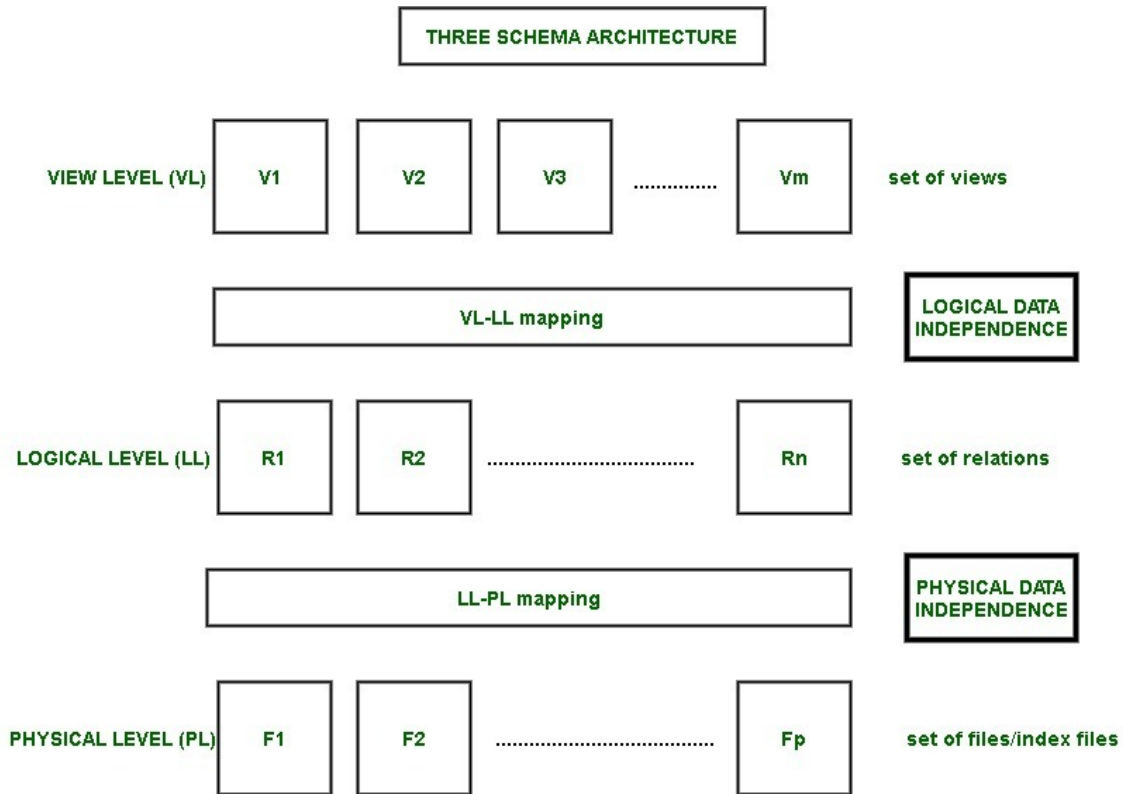 THREE SCHEMA ARCHITECTURE
VIEW LEVEL (VL) V1 V2 V3 ............... Vm set of views
VL-LL mapping
LOGICAL DATA
INDEPENDENCE
LOGICAL LEVEL (LL) R1 R2 ..................................... Rn set of relations
LL-PL mapping
PHYSICAL DATA
INDEPENDENCE
PHYSICAL LEVEL (PL) F1 F2 ....................................... Fp set of files/index files